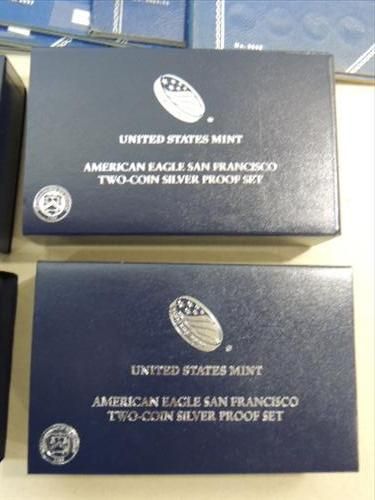 UNITED STATES MINT
AMERICAN EAGLE SAN FRANCISCO
TWO-COIN SILVER PROOF SET
UNITED STATES MINT
AMERICAN EAGLE SAN FRANCISCO
TWO-COIN SILVER PROOF SET